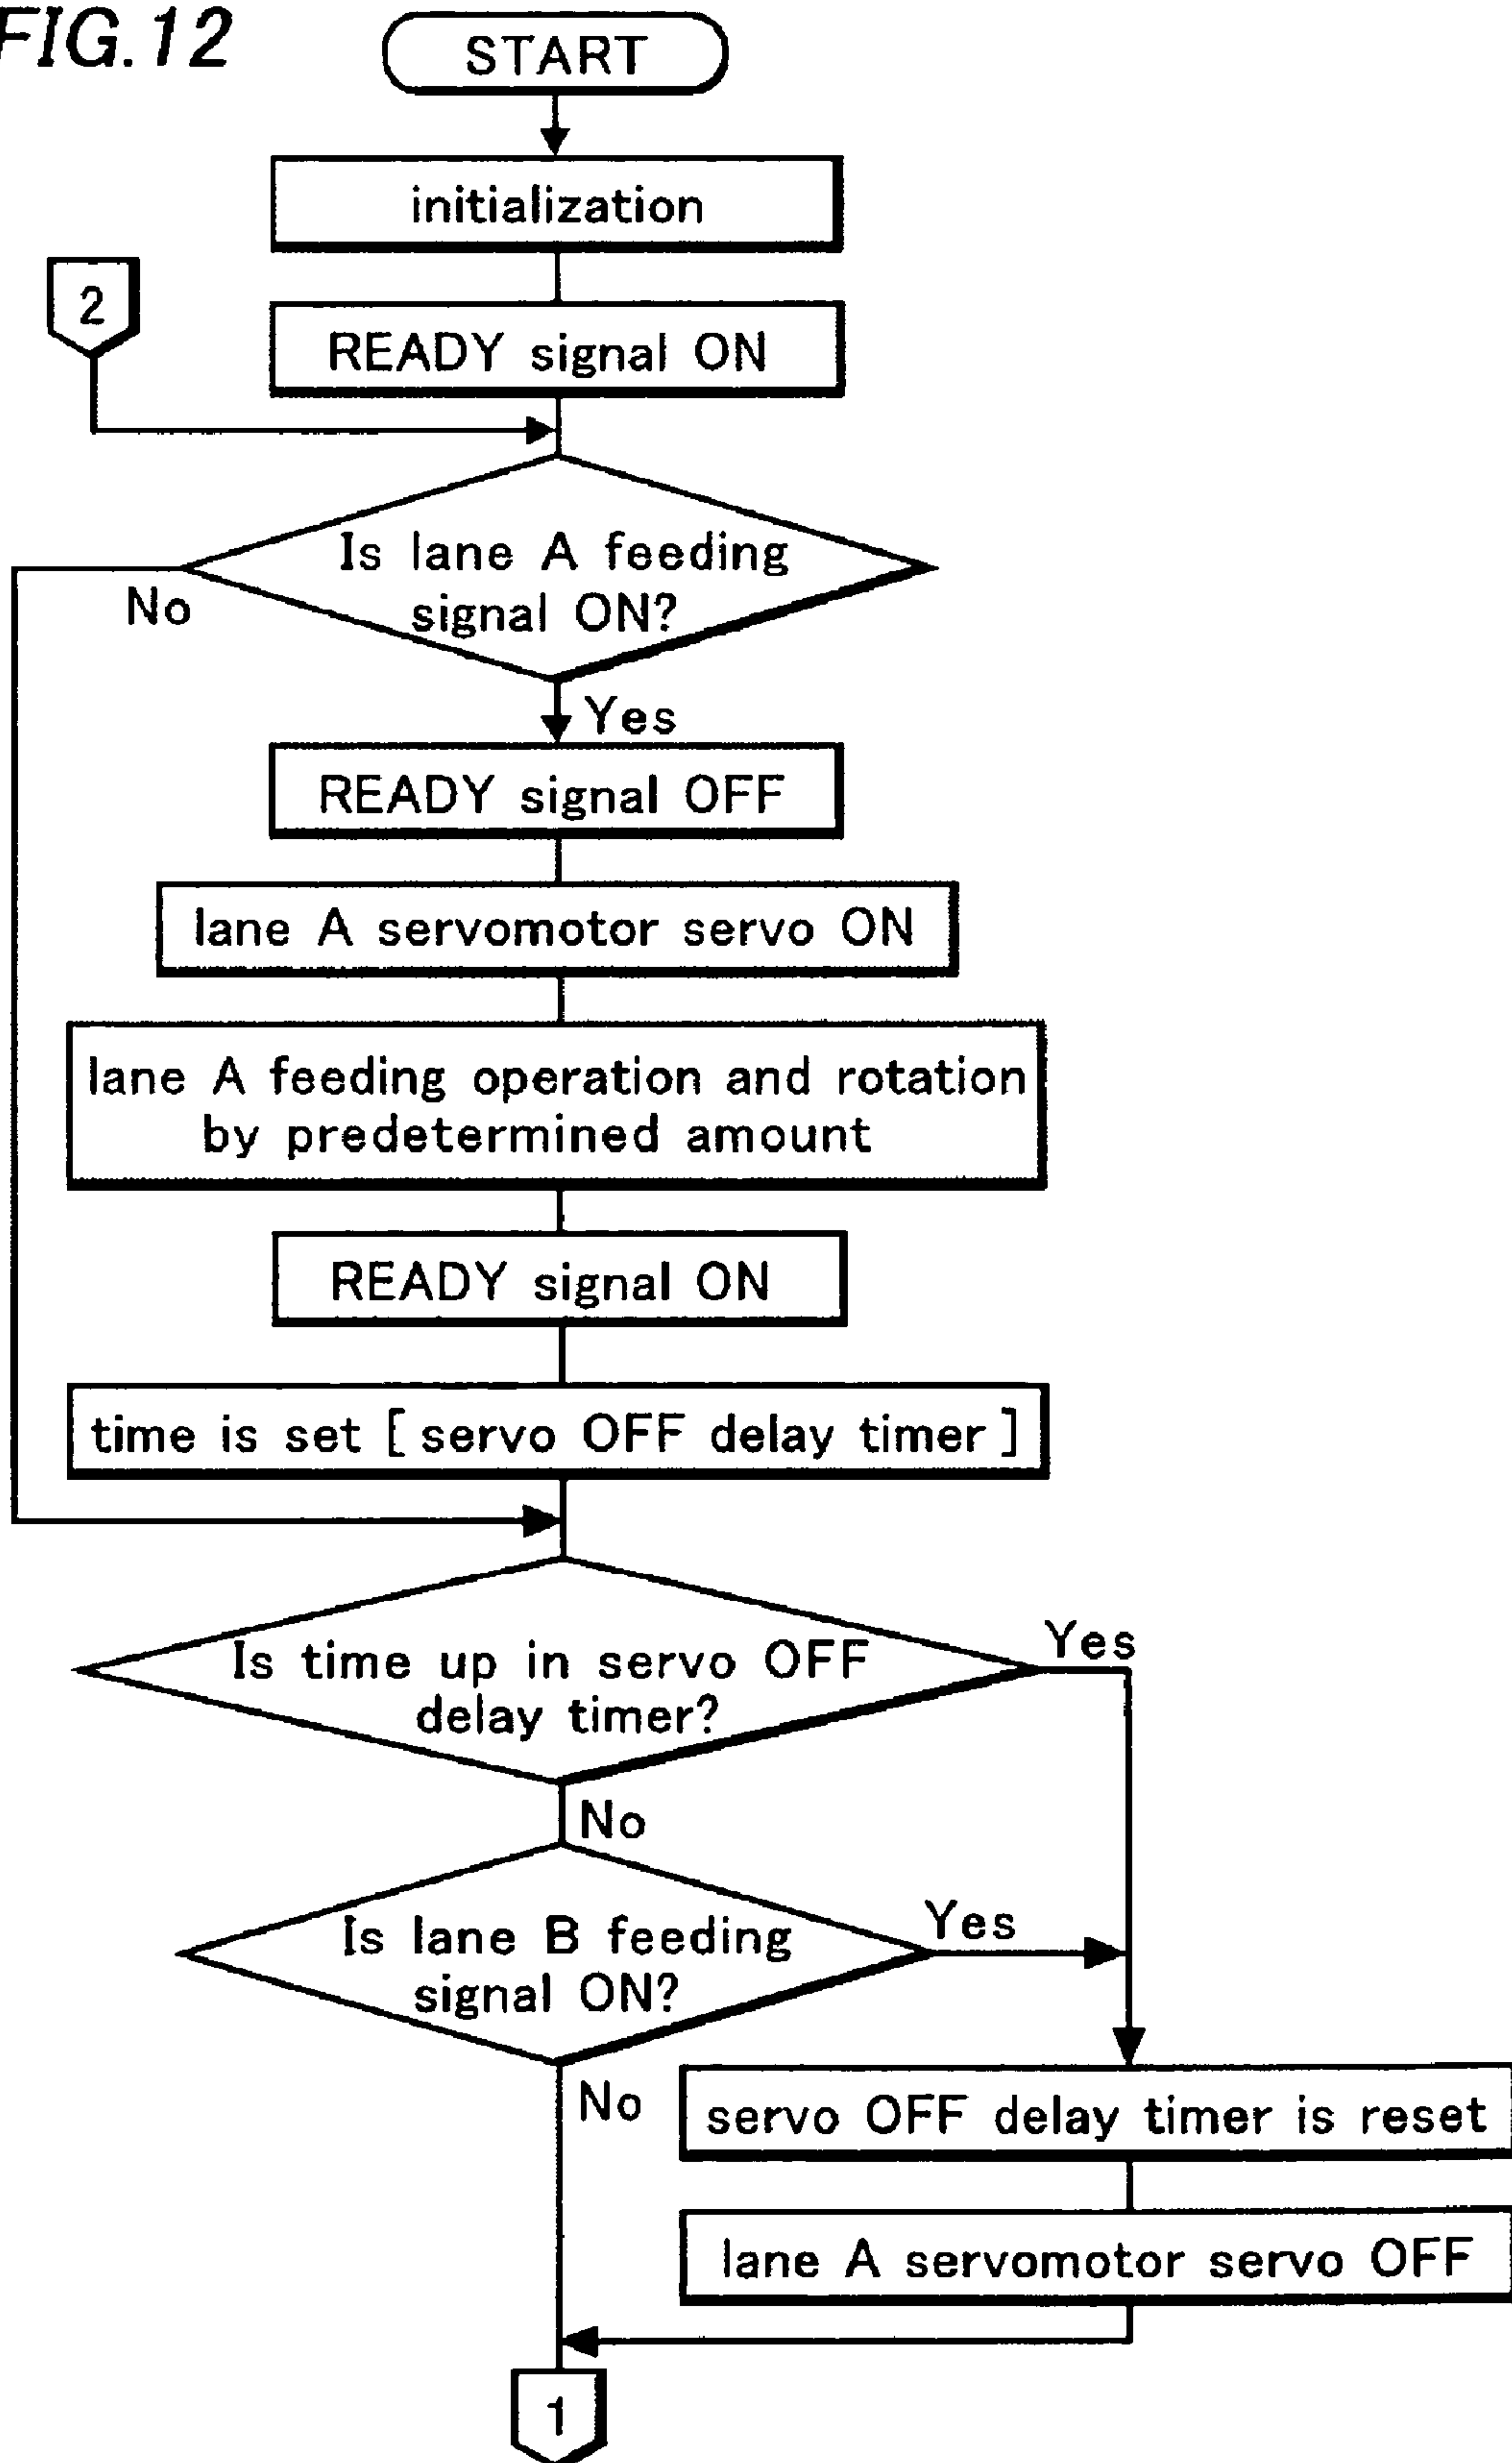 FIG.12
START
initialization
2
READY signal ON
Is lane A feeding
signal ON?
No
Yes
READY signal OFF
lane A servomotor servo ON
lane A feeding operation and rotation
by predetermined amount
READY signal ON
time is set [ servo OFF delay timer ]
Is time up in servo OFF
delay timer?
Yes
No
Is lane B feeding
signal ON?
Yes
No
servo OFF delay timer is reset
lane A servomotor servo OFF
1